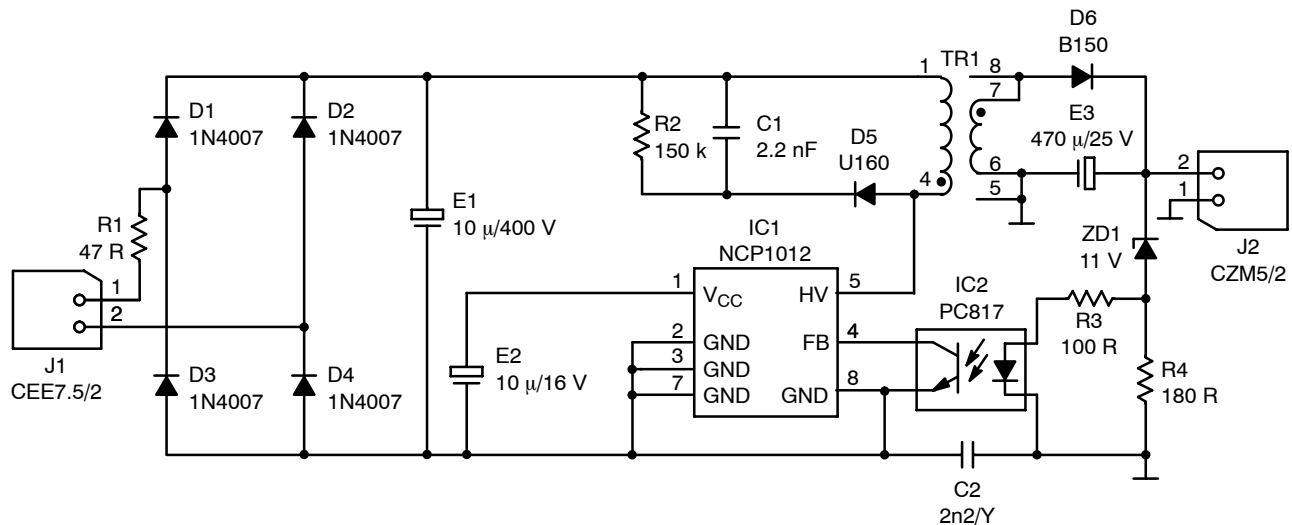 D6
B150
TR1
1
8
7
D1
1N4007
D2
1N4007
R2
150 k
C1
2.2 nF
D5
U160
E3
470 μ/25 V
2
1
4
6
5
E1
10 μ/400 V
R1
47 R
IC1
NCP1012
ZD1
11 V
J2
CZM5/2
1
2
J1
CEE7.5/2
1
VCC
HV
5
IC2
PC817
R3
100 R
2
GND
FB
4
3
GND
7
GND
GND
8
E2
10 μ/16 V
D3
1N4007
D4
1N4007
R4
180 R
C2
2n2/Y